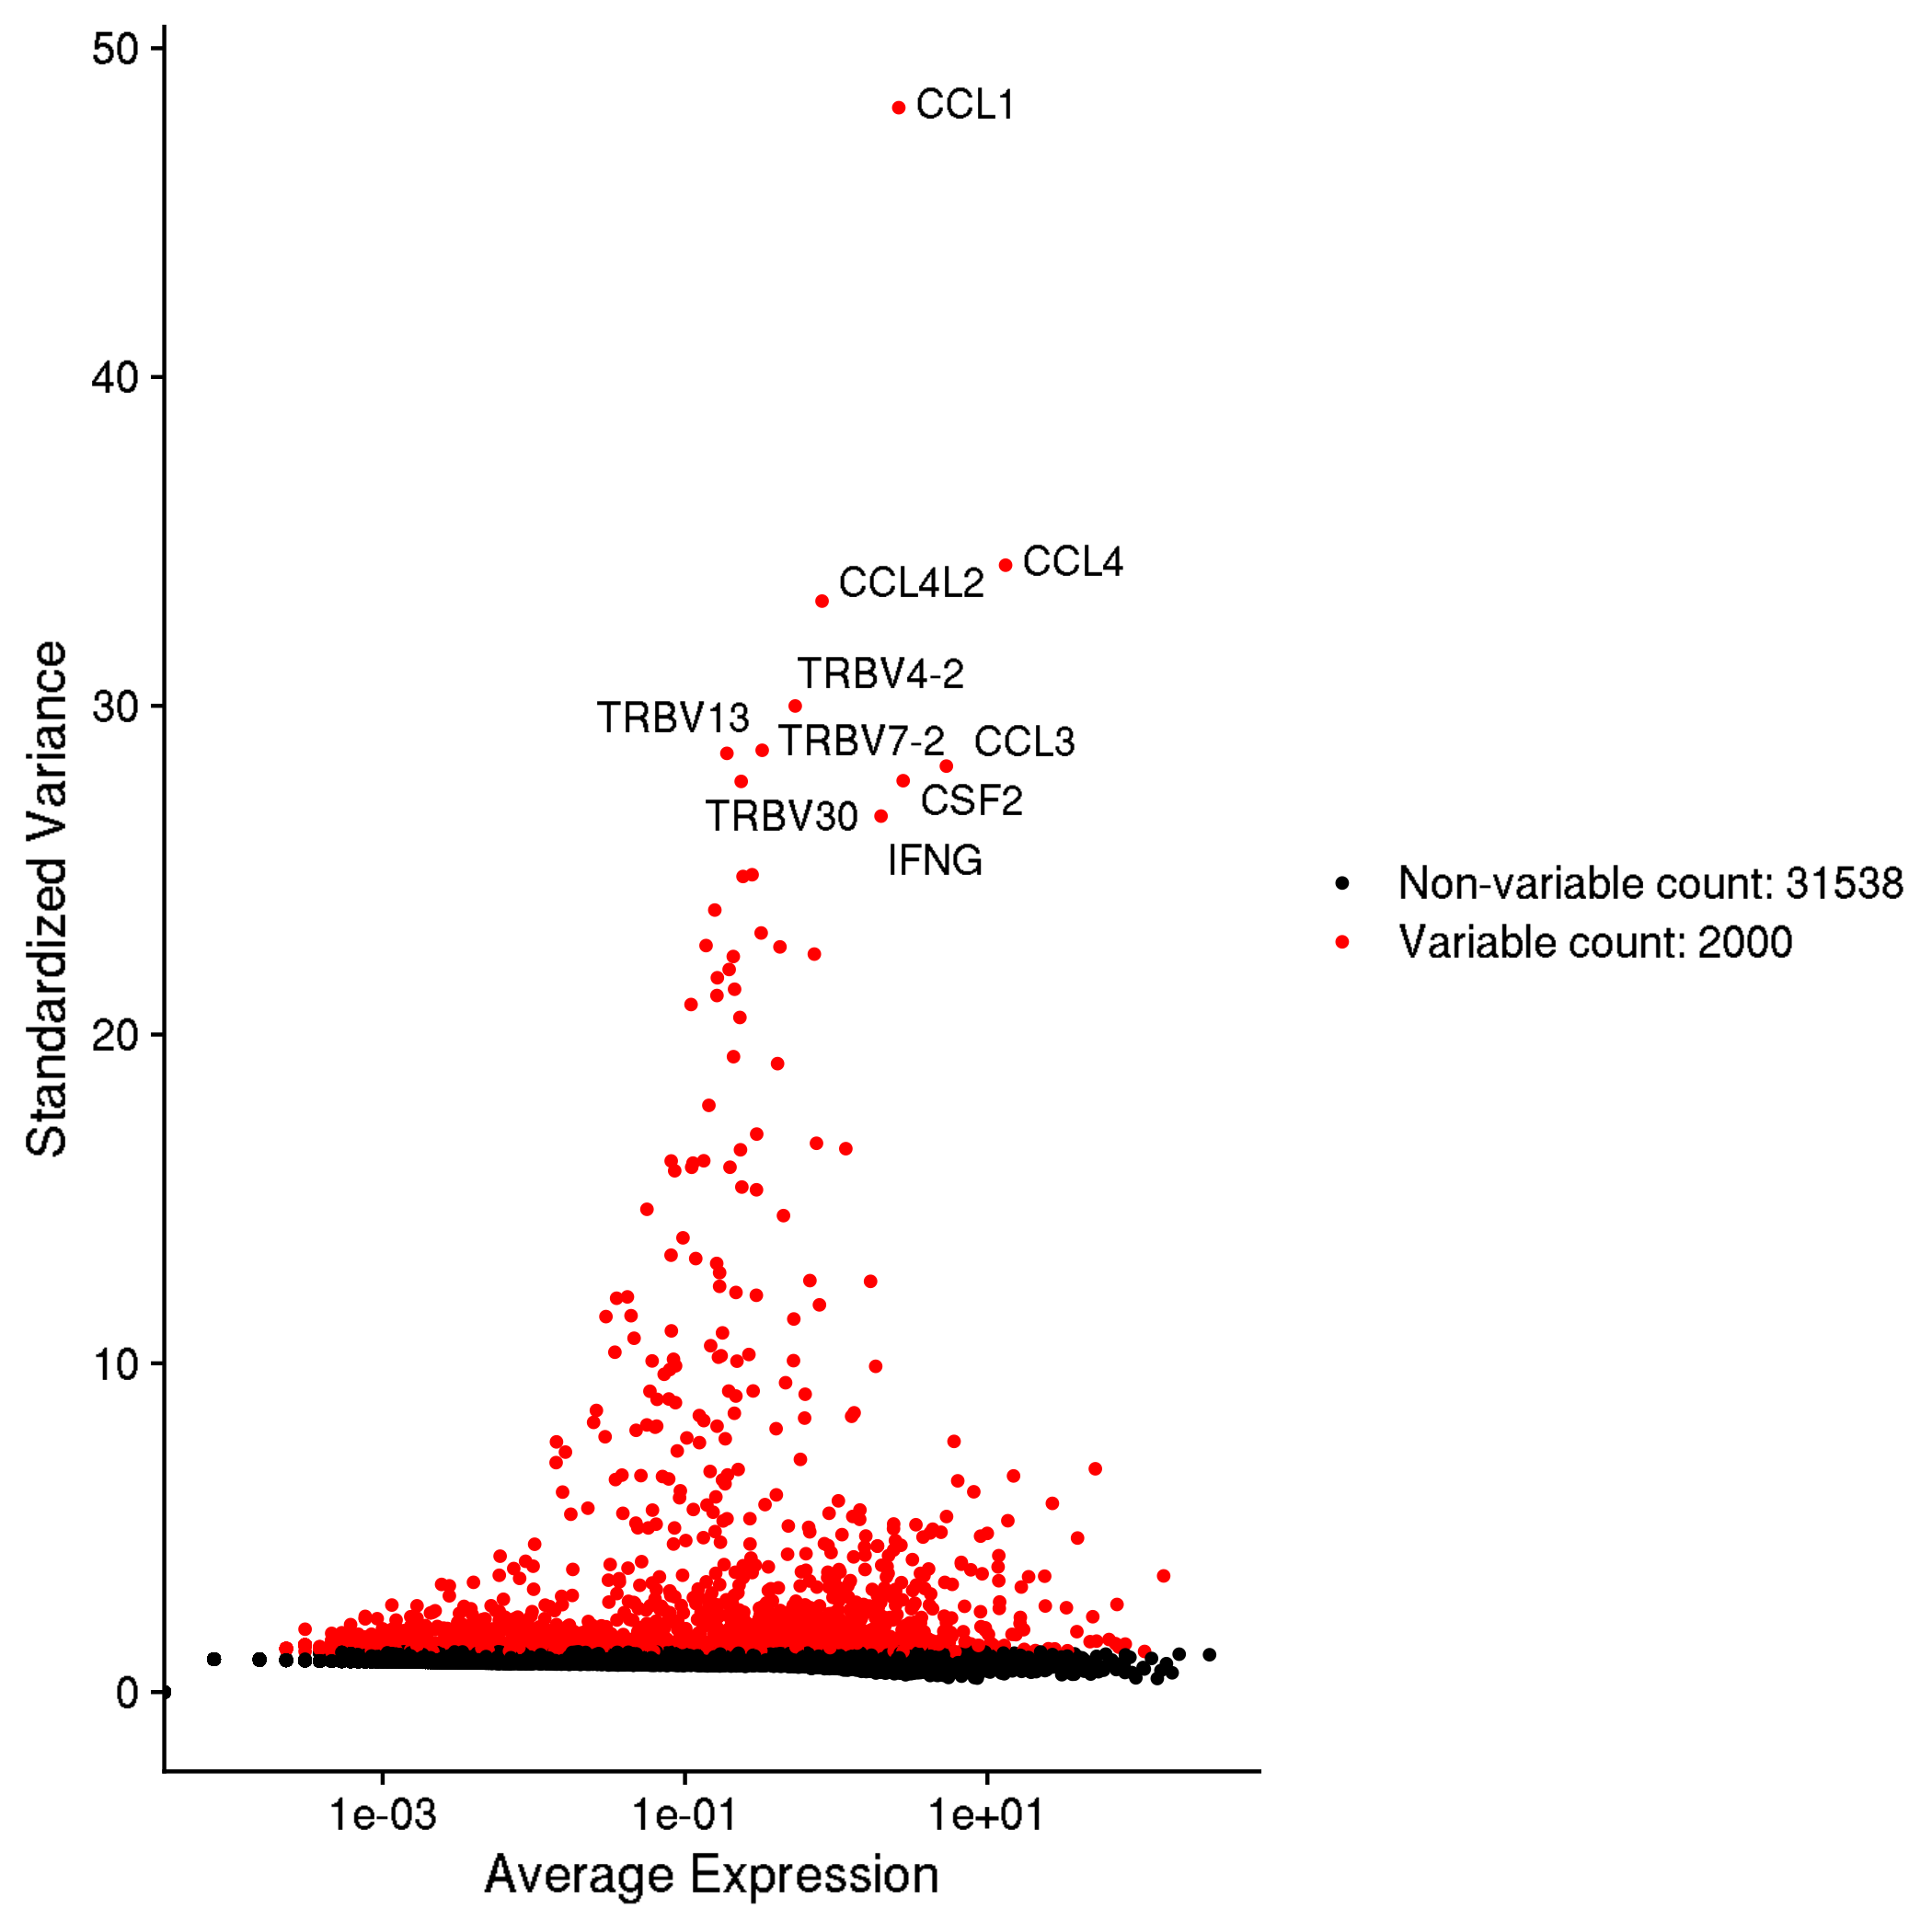 50
CCL1
40
CCL4
CCL4L2
TRBV4-2
30
TRBV13
TRBV7-2
CCL3
CSF2
TRBV30
IFNG
Standardized Variance
Non-variable count: 31538
Variable count: 2000
20
10
0
1e-03
1e-01
1e+01
Average Expression